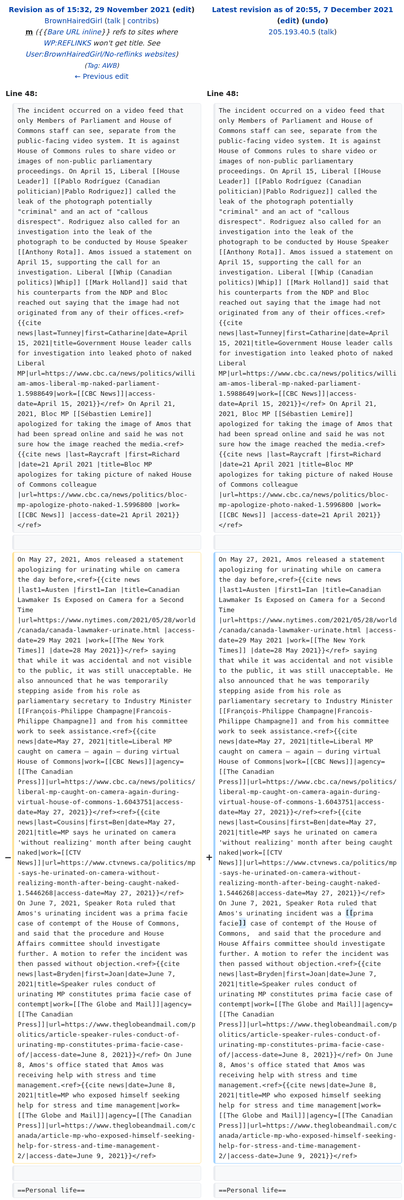 Revision as of 15:32, 29 November 2021 (edit)
BrownHairedGirl (talk | contribs)
m ({{Bare URL inline}} refs to sites where
WP:REFLINKS won't get title. See
User:BrownHairedGirl/No-reflinks websites)
(Tag: AWB)
← Previous edit
Line 48:
The incident occurred on a video feed that
only Members of Parliament and House of
Commons staff can see, separate from the
public-facing video system. It is against
House of Commons rules to share video or
images of non-public parliamentary
proceedings. On April 15, Liberal [[House
Leader]] [[Pablo Rodríguez (Canadian
politician)|Pablo Rodríguez]] called the
leak of the photograph potentially
"criminal" and an act of "callous
disrespect". Rodriguez also called for an
investigation into the leak of the
photograph to be conducted by House Speaker
[[Anthony Rota]]. Amos issued a statement on
April 15, supporting the call for an
investigation. Liberal [[Whip (Canadian
politics)|Whip]] [[Mark Holland]] said that
his counterparts from the NDP and Bloc
reached out saying that the image had not
originated from any of their offices.<ref>
{{cite
news|last=Tunney|first=Catharine|date=April
15, 2021|title=Government House leader calls
for investigation into leaked photo of naked
Liberal
MP|url=https://www.cbc.ca/news/politics/willi
am-amos-liberal-mp-naked-parliament-
1.5988649|work=[[CBC News]]|access-
date=April 15, 2021}}</ref> On April 21,
2021, Bloc MP [[Sébastien Lemire]]
apologized for taking the image of Amos that
had been spread online and said he was not
sure how the image reached the media.<ref>
{{cite news |last=Raycraft |first=Richard
|date=21 April 2021 |title=Bloc MP
apologizes for taking picture of naked House
of Commons colleague
|url=https://www.cbc.ca/news/politics/bloc-
mp-apologize-photo-naked-1.5996800 |work=
[[CBC News]] |access-date=21 April 2021}}
</ref>
−
On May 27, 2021, Amos released a statement
apologizing for urinating while on camera
the day before,<ref>{{cite news
|last1=Austen |first1=Ian |title=Canadian
Lawmaker Is Exposed on Camera for a Second
Time
|url=https://www.nytimes.com/2021/05/28/world
/canada/canada-lawmaker-urinate.html |access-
date=29 May 2021 |work=[[The New York
Times]] |date=28 May 2021}}</ref> saying
that while it was accidental and not visible
to the public, it was still unacceptable. He
also announced that he was temporarily
stepping aside from his role as
parliamentary secretary to Industry Minister
[[François-Philippe Champagne|Francois-
Philippe Champagne]] and from his committee
work to seek assistance.<ref>{{cite
news|date=May 27, 2021|title=Liberal MP
caught on camera — again — during virtual
House of Commons|work=[[CBC News]]|agency=
[[The Canadian
Press]]|url=https://www.cbc.ca/news/politics/
liberal-mp-caught-on-camera-again-during-
virtual-house-of-commons-1.6043751|access-
date=May 27, 2021}}</ref><ref>{{cite
news|last=Cousins|first=Ben|date=May 27,
2021|title=MP says he urinated on camera
'without realizing' month after being caught
naked|work=[[CTV
News]]|url=https://www.ctvnews.ca/politics/mp
-says-he-urinated-on-camera-without-
realizing-month-after-being-caught-naked-
1.5446268|access-date=May 27, 2021}}</ref>
On June 7, 2021, Speaker Rota ruled that
Amos's urinating incident was a prima facie
case of contempt of the House of Commons,
and said that the procedure and House
Affairs committee should investigate
further. A motion to refer the incident was
then passed without objection.<ref>{{cite
news|last=Bryden|first=Joan|date=June 7,
2021|title=Speaker rules conduct of
urinating MP constitutes prima facie case of
contempt|work=[[The Globe and Mail]]|agency=
[[The Canadian
Press]]|url=https://www.theglobeandmail.com/p
olitics/article-speaker-rules-conduct-of-
urinating-mp-constitutes-prima-facie-case-
of/|access-date=June 8, 2021}}</ref> On June
8, Amos's office stated that Amos was
receiving help with stress and time
management.<ref>{{cite news|date=June 8,
2021|title=MP who exposed himself seeking
help for stress and time management|work=
[[The Globe and Mail]]|agency=[[The Canadian
Press]]|url=https://www.theglobeandmail.com/c
anada/article-mp-who-exposed-himself-seeking-
help-for-stress-and-time-management-
2/|access-date=June 9, 2021}}</ref>
==Personal life==
Latest revision as of 20:55, 7 December 2021
(edit) (undo)
205.193.40.5 (talk)
Line 48:
The incident occurred on a video feed that
only Members of Parliament and House of
Commons staff can see, separate from the
public-facing video system. It is against
House of Commons rules to share video or
images of non-public parliamentary
proceedings. On April 15, Liberal [[House
Leader]] [[Pablo Rodríguez (Canadian
politician)|Pablo Rodríguez]] called the
leak of the photograph potentially
"criminal" and an act of "callous
disrespect". Rodriguez also called for an
investigation into the leak of the
photograph to be conducted by House Speaker
[[Anthony Rota]]. Amos issued a statement on
April 15, supporting the call for an
investigation. Liberal [[Whip (Canadian
politics)|Whip]] [[Mark Holland]] said that
his counterparts from the NDP and Bloc
reached out saying that the image had not
originated from any of their offices.<ref>
{{cite
news|last=Tunney|first=Catharine|date=April
15, 2021|title=Government House leader calls
for investigation into leaked photo of naked
Liberal
MP|url=https://www.cbc.ca/news/politics/willi
am-amos-liberal-mp-naked-parliament-
1.5988649|work=[[CBC News]]|access-
date=April 15, 2021}}</ref> On April 21,
2021, Bloc MP [[Sébastien Lemire]]
apologized for taking the image of Amos that
had been spread online and said he was not
sure how the image reached the media.<ref>
{{cite news |last=Raycraft |first=Richard
|date=21 April 2021 |title=Bloc MP
apologizes for taking picture of naked House
of Commons colleague
|url=https://www.cbc.ca/news/politics/bloc-
mp-apologize-photo-naked-1.5996800 |work=
[[CBC News]] |access-date=21 April 2021}}
</ref>
+
On May 27, 2021, Amos released a statement
apologizing for urinating while on camera
the day before,<ref>{{cite news
|last1=Austen |first1=Ian |title=Canadian
Lawmaker Is Exposed on Camera for a Second
Time
|url=https://www.nytimes.com/2021/05/28/world
/canada/canada-lawmaker-urinate.html |access-
date=29 May 2021 |work=[[The New York
Times]] |date=28 May 2021}}</ref> saying
that while it was accidental and not visible
to the public, it was still unacceptable. He
also announced that he was temporarily
stepping aside from his role as
parliamentary secretary to Industry Minister
[[François-Philippe Champagne|Francois-
Philippe Champagne]] and from his committee
work to seek assistance.<ref>{{cite
news|date=May 27, 2021|title=Liberal MP
caught on camera — again — during virtual
House of Commons|work=[[CBC News]]|agency=
[[The Canadian
Press]]|url=https://www.cbc.ca/news/politics/
liberal-mp-caught-on-camera-again-during-
virtual-house-of-commons-1.6043751|access-
date=May 27, 2021}}</ref><ref>{{cite
news|last=Cousins|first=Ben|date=May 27,
2021|title=MP says he urinated on camera
'without realizing' month after being caught
naked|work=[[CTV
News]]|url=https://www.ctvnews.ca/politics/mp
-says-he-urinated-on-camera-without-
realizing-month-after-being-caught-naked-
1.5446268|access-date=May 27, 2021}}</ref>
On June 7, 2021, Speaker Rota ruled that
Amos's urinating incident was a [[prima
facie]] case of contempt of the House of
Commons,  and said that the procedure and
House Affairs committee should investigate
further. A motion to refer the incident was
then passed without objection.<ref>{{cite
news|last=Bryden|first=Joan|date=June 7,
2021|title=Speaker rules conduct of
urinating MP constitutes prima facie case of
contempt|work=[[The Globe and Mail]]|agency=
[[The Canadian
Press]]|url=https://www.theglobeandmail.com/p
olitics/article-speaker-rules-conduct-of-
urinating-mp-constitutes-prima-facie-case-
of/|access-date=June 8, 2021}}</ref> On June
8, Amos's office stated that Amos was
receiving help with stress and time
management.<ref>{{cite news|date=June 8,
2021|title=MP who exposed himself seeking
help for stress and time management|work=
[[The Globe and Mail]]|agency=[[The Canadian
Press]]|url=https://www.theglobeandmail.com/c
anada/article-mp-who-exposed-himself-seeking-
help-for-stress-and-time-management-
2/|access-date=June 9, 2021}}</ref>
==Personal life==